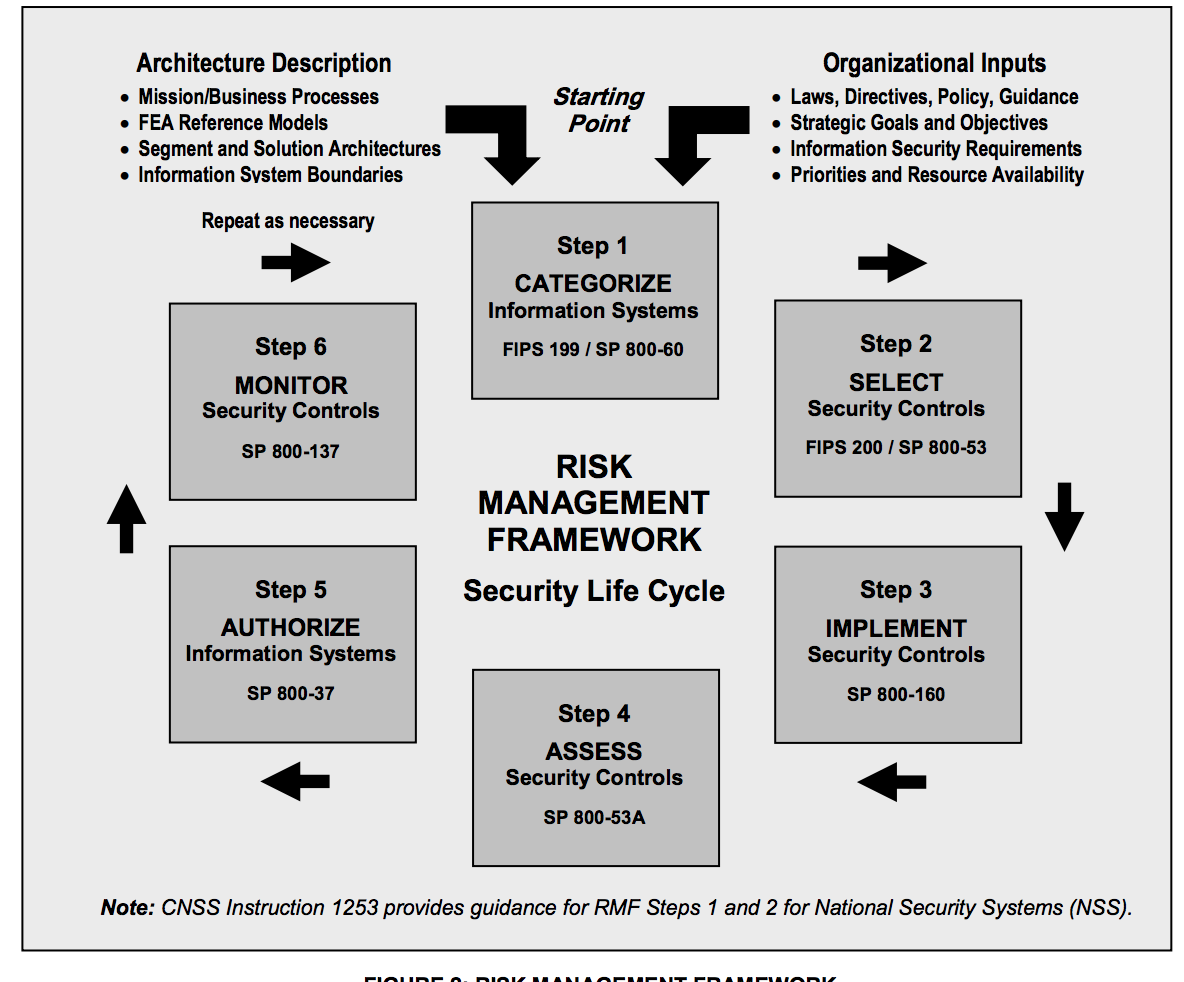 Architecture Description
• Mission/Business Processes
• FEA Reference Models
• Segment and Solution Architectures
• Information System Boundaries
Starting
Point
Organizational Inputs
• Laws, Directives, Policy, Guidance
• Strategic Goals and Objectives
• Information Security Requirements
• Priorities and Resource Availability
Repeat as necessary
Step 1
CATEGORIZE
Information Systems
FIPS 199 / SP 800-60
Step 2
SELECT
Security Controls
FIPS 200 / SP 800-53
Step 3
IMPLEMENT
Security Controls
SP 800-160
Step 4
ASSESS
Security Controls
SP 800-53A
Step 5
AUTHORIZE
Information Systems
SP 800-37
Step 6
MONITOR
Security Controls
SP 800-137
RISK
MANAGEMENT
FRAMEWORK
Security Life Cycle
Note: CNSS Instruction 1253 provides guidance for RMF Steps 1 and 2 for National Security Systems (NSS).
FIGURE 2: RISK MANAGEMENT FRAMEWORK